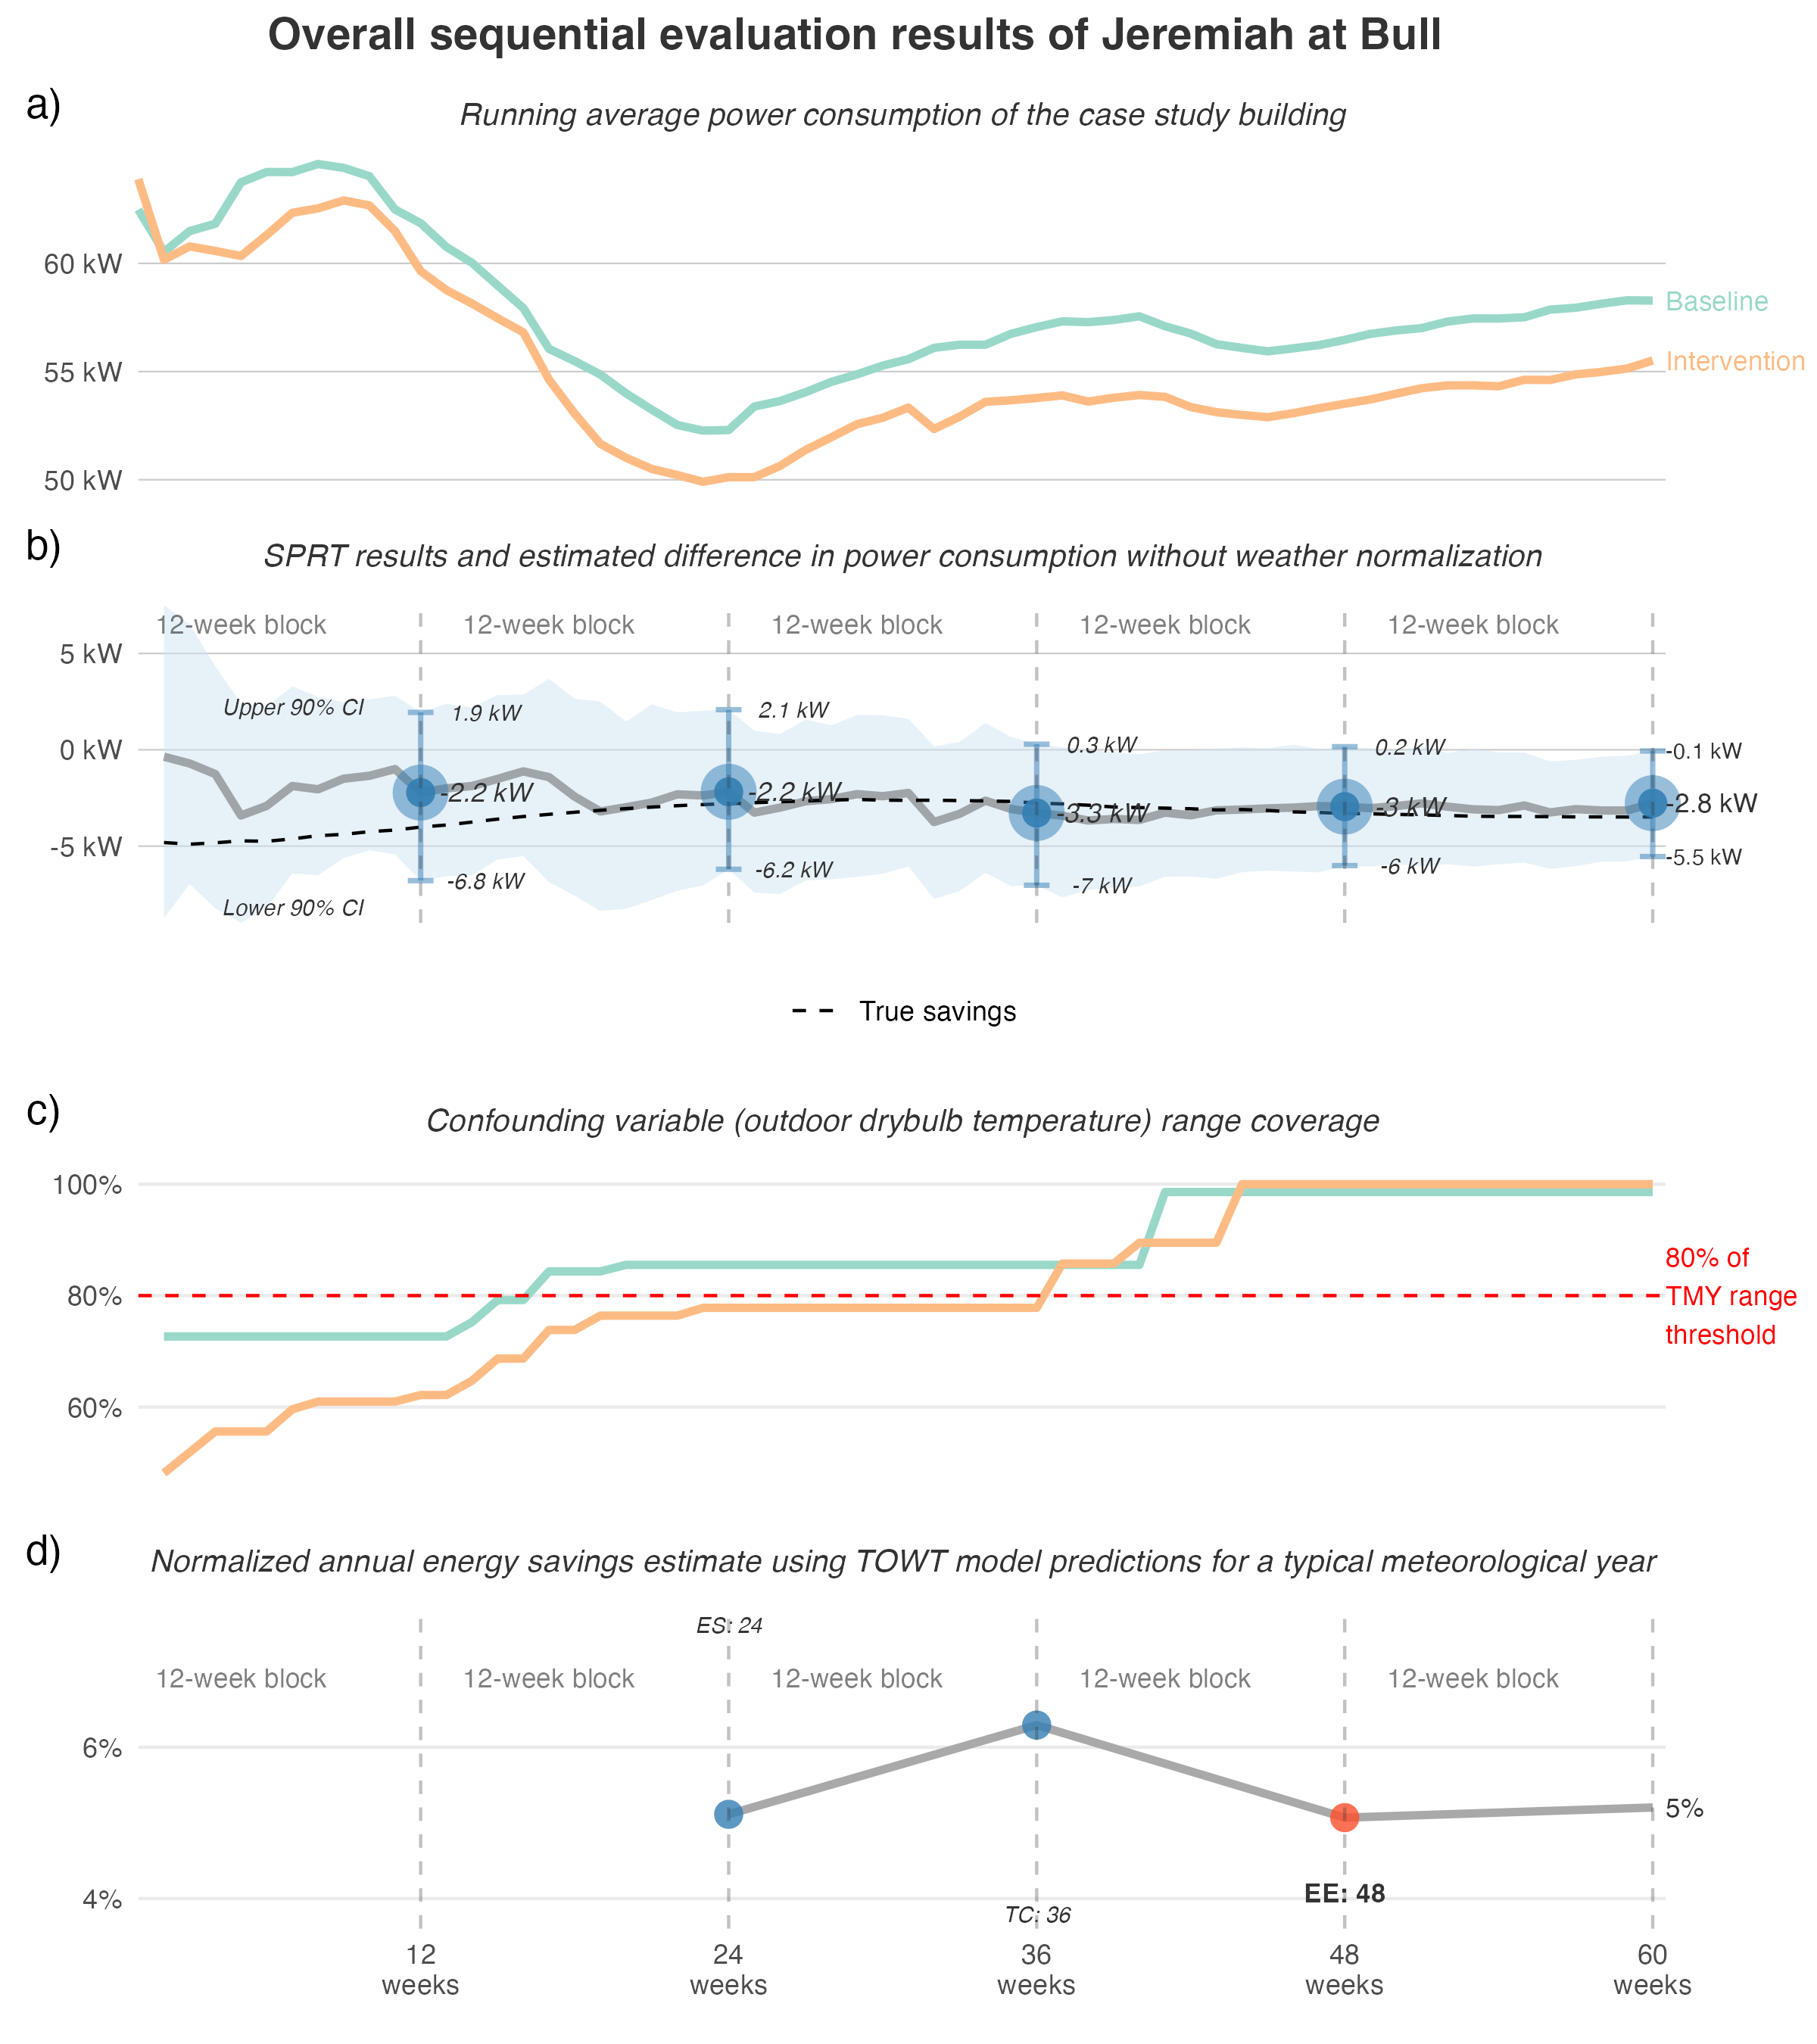 Overall sequential evaluation results of Jeremiah at Bull
a)
Running average power consumption of the case study building
60 kW
55 kW
50 kW
Baseline
Intervention
b)
SPRT results and estimated difference in power consumption without weather normalization
12-week block 12-week block 12-week block 12-week block 12-week block
5 kW
0 kW
-5 kW
Upper 90% CI
Lower 90% CI
1.9 kW
2.1 kW
0.3 kW
0.2 kW
-0.1 kW
-2.2 kW
-2.2 kW
-3.3 kW
-3 kW
-2.8 kW
-6.8 kW
-6.2 kW
-7 kW
-6 kW
-5.5 kW
True savings
c)
Confounding variable (outdoor drybulb temperature) range coverage
100%
80%
60%
80% of
TMY range
threshold
d)
Normalized annual energy savings estimate using TOWT model predictions for a typical meteorological year
ES: 24
12-week block 12-week block 12-week block 12-week block 12-week block
6%
4%
5%
EE: 48
TC: 36
12
weeks
24
weeks
36
weeks
48
weeks
60
weeks